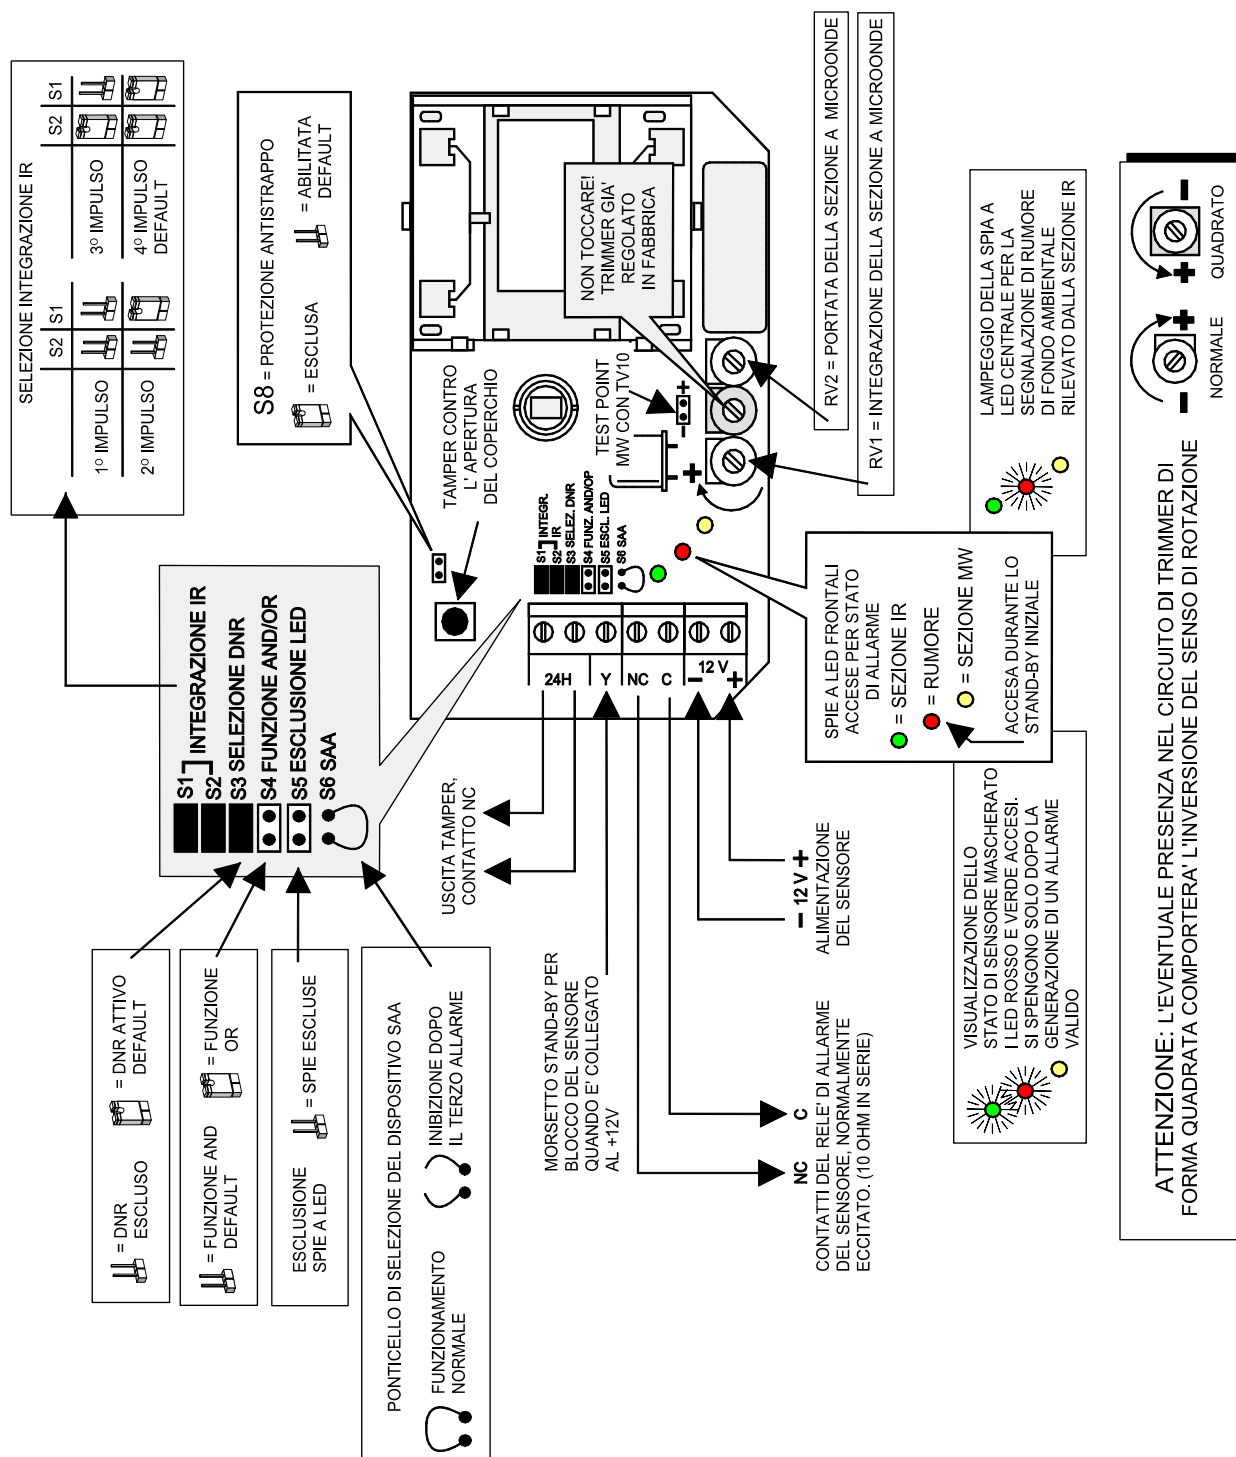 SELEZIONE INTEGRAZIONE IR
S2 S1
1º IMPULSO
2º IMPULSO
S2 S1
3º IMPULSO
4º IMPULSO
DEFAULT
S8 = PROTEZIONE ANTISTRAPPO
= ESCLUSA
= ABILITATA
DEFAULT
S1
S2
INTEGRAZIONE IR
S3 SELEZIONE DNR
S4 FUNZIONE AND/OR
S5 ESCLUSIONE LED
S6 SAA
= DNR
ESCLUSO
= DNR ATTIVO
DEFAULT
= FUNZIONE AND
DEFAULT
= FUNZIONE
OR
ESCLUSIONE
SPIE A LED
= SPIE ESCLUSE
PONTICELLO DI SELEZIONE DEL DISPOSITIVO SAA
FUNZIONAMENTO
NORMALE
INIBIZIONE DOPO
IL TERZO ALLARME
TAMPER CONTRO
L' APERTURA
DEL COPERCHIO
S1 INTEGR.
S2 IR
S3 SELEZ. DNR
S4 FUNZ. AND/OP
S5 ESCL. LED
S6 SAA
TEST POINT
MW CON TV10
- +
+
NON TOCCARE!
TRIMMER GIA'
REGOLATO
IN FABBRICA
RV2 = PORTATA DELLA SEZIONE A MICROONDE
RV1 = INTEGRAZIONE DELLA SEZIONE A MICROONDE
24H
Y
NC
C
12 V
- +
USCITA TAMPER,
CONTATTO NC
MORSETTO STAND-BY PER
BLOCCO DEL SENSORE
QUANDO E' COLLEGATO
AL +12V
NC C
CONTATTI DEL RELE' DI ALLARME
DEL SENSORE, NORMALMENTE
ECCITATO. (10 OHM IN SERIE)
- 12 V +
ALIMENTAZIONE
DEL SENSORE
SPIE A LED FRONTALI
ACCESE PER STATO
DI ALLARME
= SEZIONE IR
= RUMORE
= SEZIONE MW
ACCESA DURANTE LO
STAND-BY INIZIALE
LAMPEGGIO DELLA SPIA A
LED CENTRALE PER LA
SEGNALAZIONE DI RUMORE
DI FONDO AMBIENTALE
RILEVATO DALLA SEZIONE IR
VISUALIZZAZIONE DELLO
STATO DI SENSORE MASCHERATO
I LED ROSSO E VERDE ACCESI.
SI SPENGONO SOLO DOPO LA
GENERAZIONE DI UN ALLARME
VALIDO
ATTENZIONE: L'EVENTUALE PRESENZA NEL CIRCUITO DI TRIMMER DI
FORMA QUADRATA COMPORTERA' L'INVERSIONE DEL SENSO DI ROTAZIONE
- +
NORMALE
+ -
QUADRATO